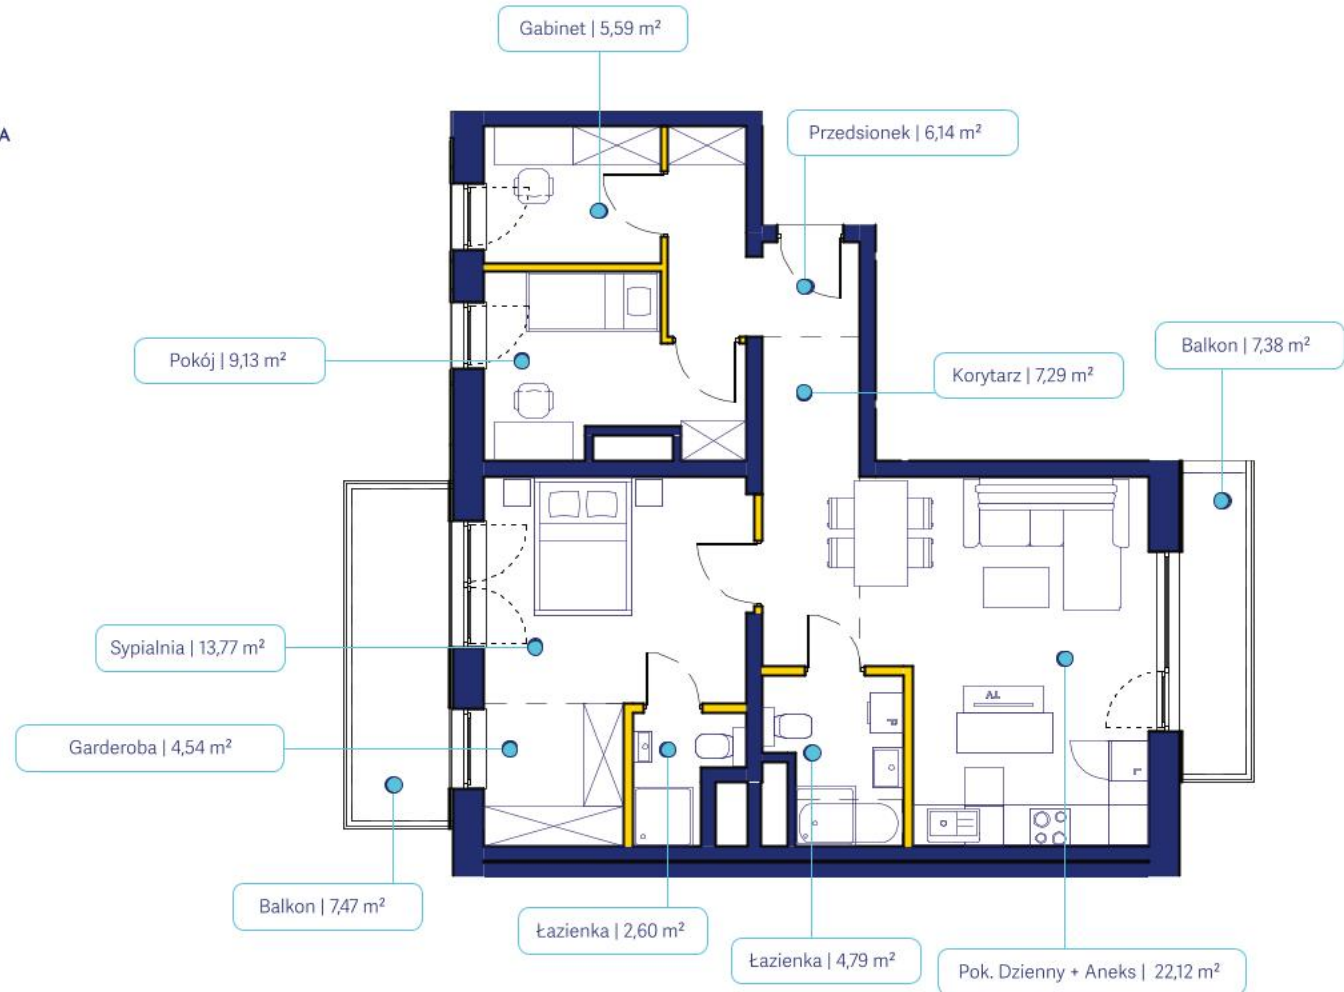 Gabinet | 5,59 m²
A
Przedsionek | 6,14 m²
Balkon | 7,38 m²
Pokój | 9,13 m²
Korytarz | 7,29 m²
Sypialnia | 13,77 m²
TV
P
Garderoba | 4,54 m²
L
Balkon | 7,47 m²
Łazienka | 2,60 m²
Łazienka | 4,79 m²
Pok. Dzienny + Aneks | 22,12 m²